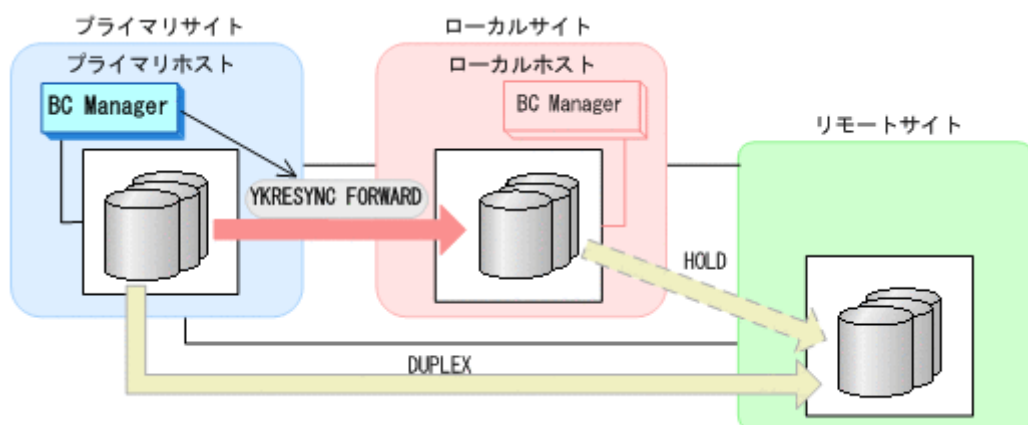 プライマリサイト
ローカルサイト
プライマリホスト
ローカルホスト
BC Manager
BC Manager
リモートサイト
YKRESYNC FORWARD
HOLD
DUPLEX